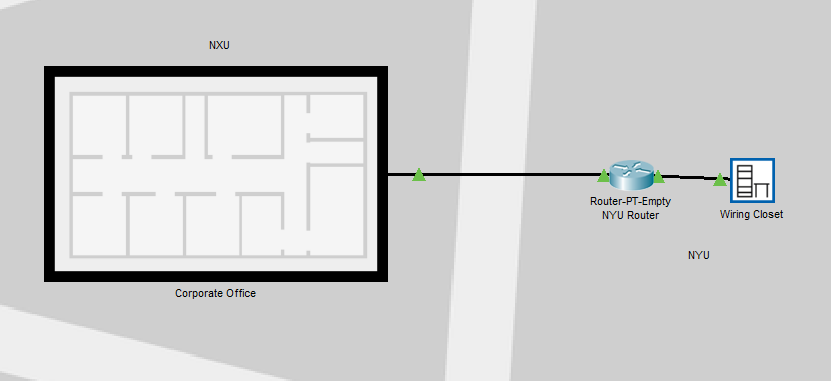 NXU
Corporate Office
Router-PT-Empty
NYU Router
Wiring Closet
NYU